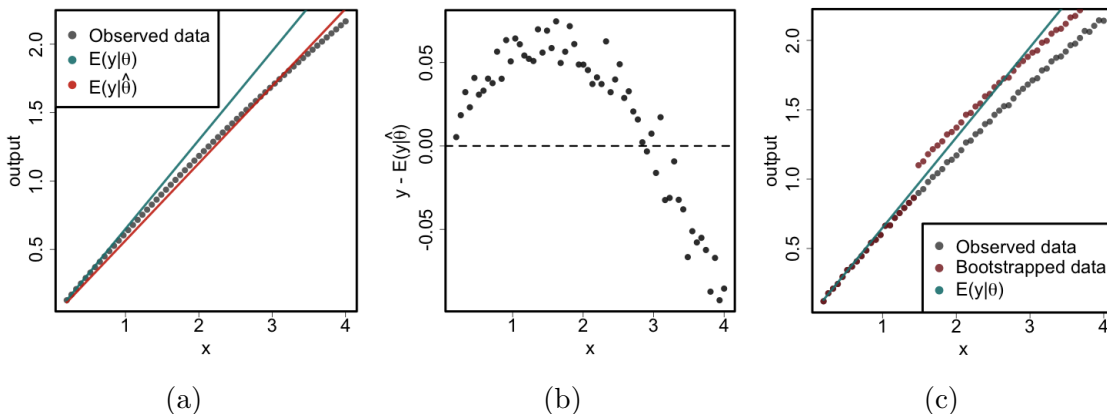 Observed data
E(y|θ)
E(y|θ̂)
output
0.5
1.0
1.5
2.0
1
2
3
4
x
(a)
y - E(y|θ̂)
-0.05
0.00
0.05
1
2
3
4
x
(b)
output
0.5
1.0
1.5
2.0
Observed data
Bootstrapped data
E(y|θ)
1
2
3
4
x
(c)